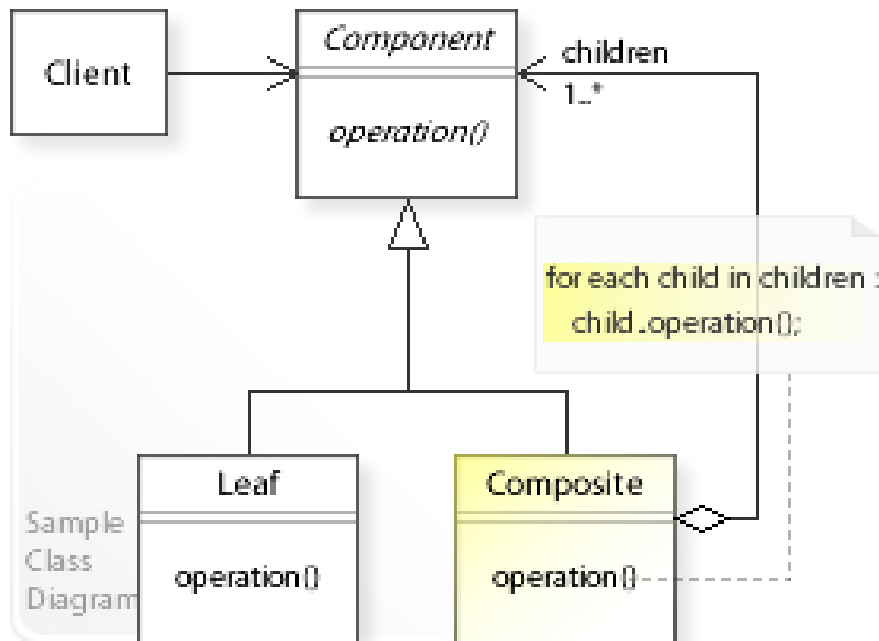 Client
Component
operation()
children
1..*
for each child in children :
child.operation();
Leaf
operation()
Composite
operation()
Sample
Class
Diagram